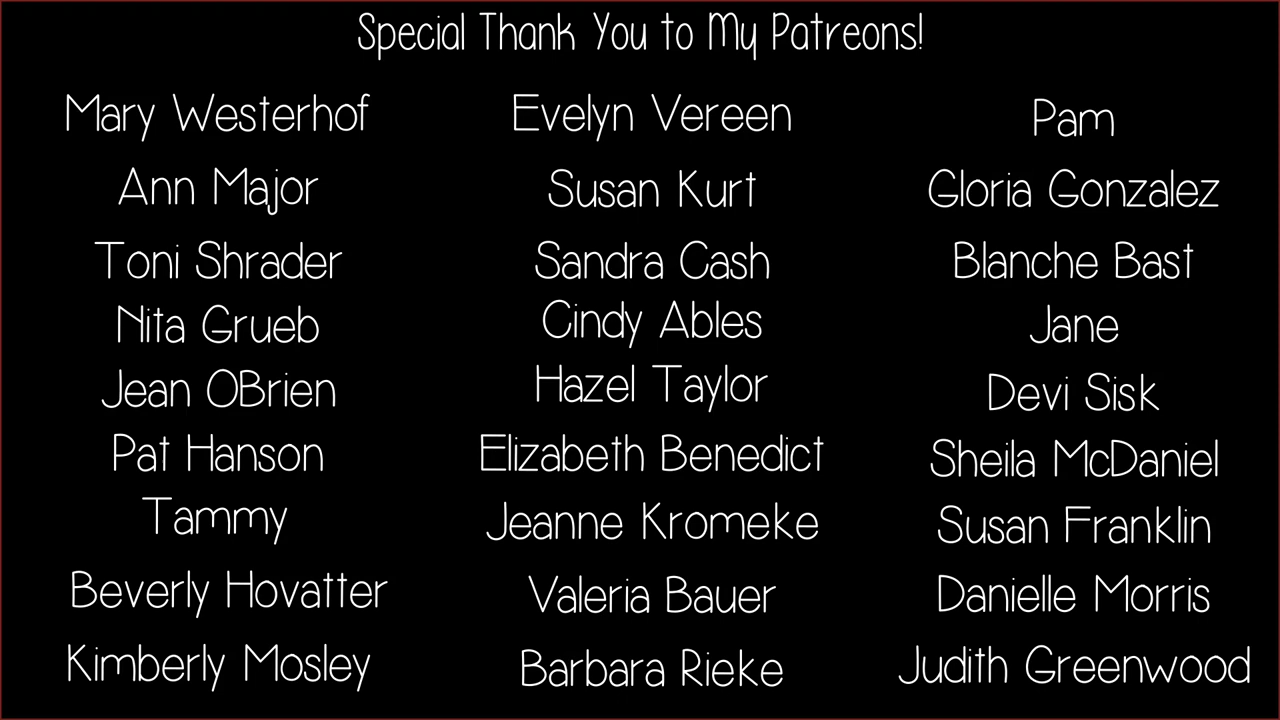 Special Thank You to My Patreons!
Mary Westerhof
Ann Major
Toni Shrader
Nita Grueb
Jean OBrien
Pat Hanson
Tammy
Beverly Hovatter
Kimberly Mosley
Evelyn Vereen
Susan Kurt
Sandra Cash
Cindy Ables
Hazel Taylor
Elizabeth Benedict
Jeanne Kromeke
Valeria Bauer
Barbara Rieke
Pam
Gloria Gonzalez
Blanche Bast
Jane
Devi Sisk
Sheila McDaniel
Susan Franklin
Danielle Morris
Judith Greenwood